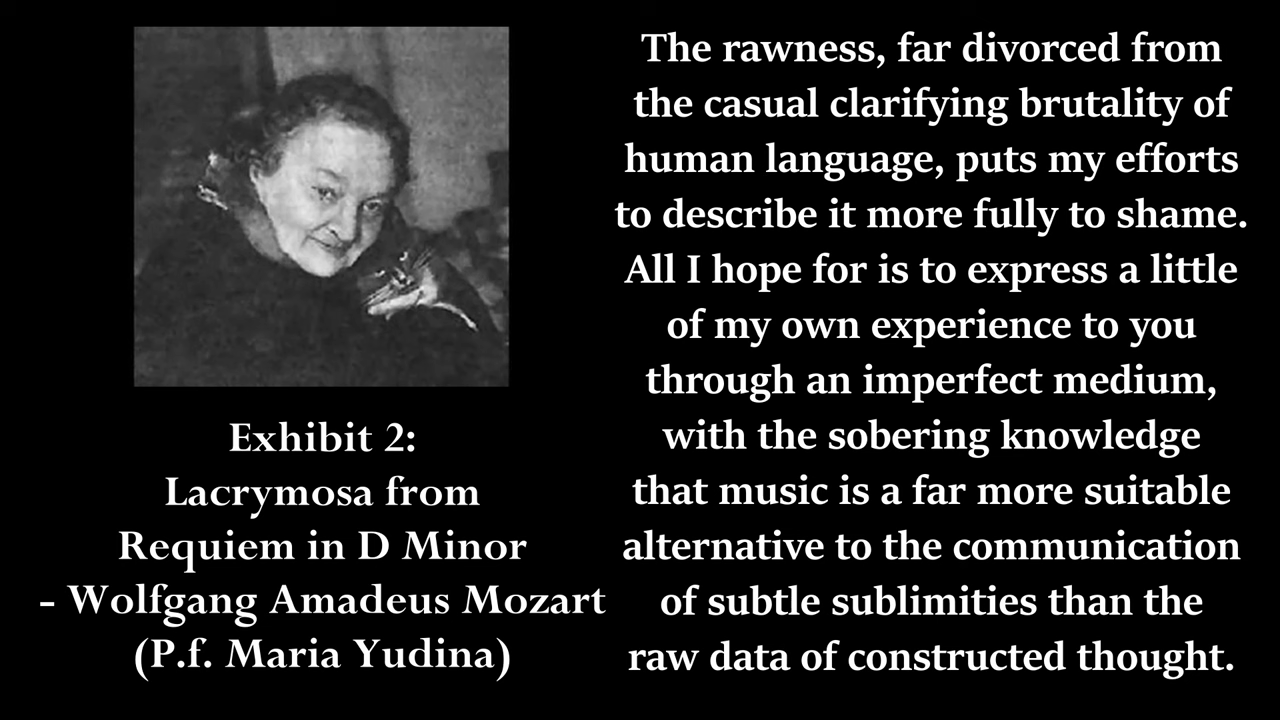 Exhibit 2:
Lacrymosa from
Requiem in D Minor
- Wolfgang Amadeus Mozart
(P.f. Maria Yudina)
The rawness, far divorced from
the casual clarifying brutality of
human language, puts my efforts
to describe it more fully to shame.
All I hope for is to express a little
of my own experience to you
through an imperfect medium,
with the sobering knowledge
that music is a far more suitable
alternative to the communication
of subtle sublimities than the
raw data of constructed thought.